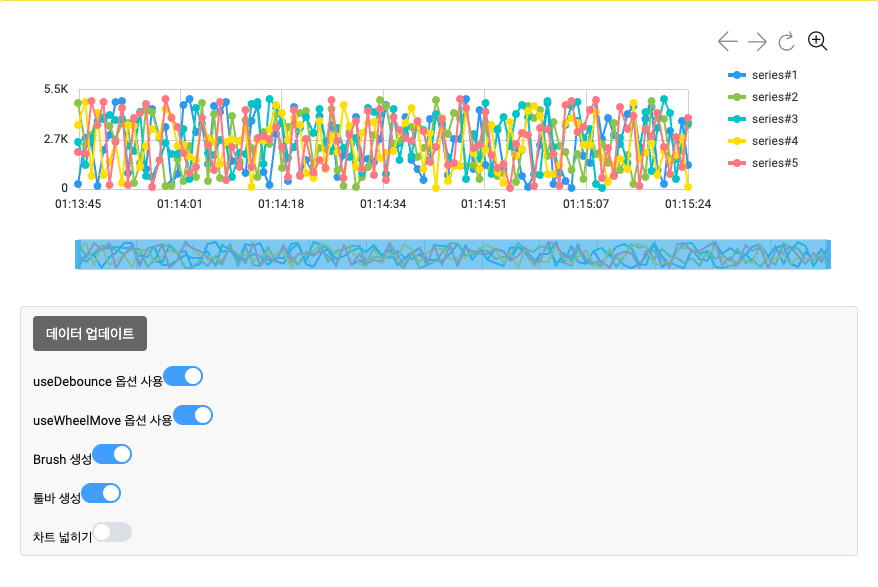 series#1
series#2
series#3
series#4
series#5
5.5K
2.7K
0
01:13:45 01:14:01 01:14:18 01:14:34 01:14:51 01:15:07 01:15:24
데이터 업데이트
useDebounce 옵션 사용
useWheelMove 옵션 사용
Brush 생성
툴바 생성
차트 넓히기